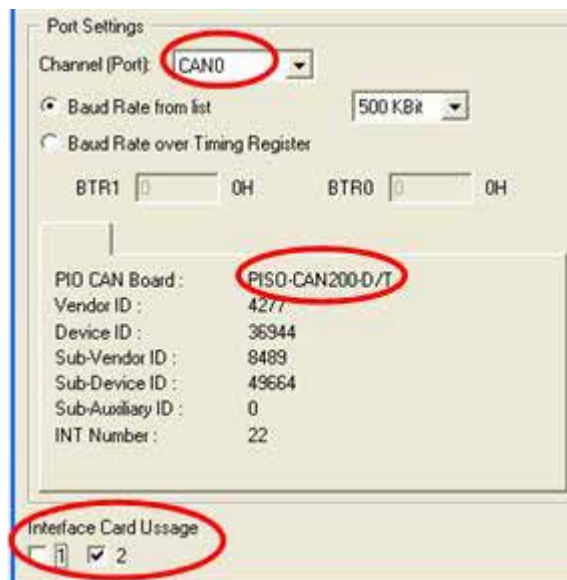 Port Settings
Channel (Port): CAN0
Baud Rate from list 500 KBit
Baud Rate over Timing Register
BTR1 0 0H BTR0 0 0H
PIO CAN Board : PISO-CAN200-D/T
Vendor ID : 4277
Device ID : 36944
Sub-Vendor ID : 8489
Sub-Device ID : 49664
Sub-Auxiliary ID : 0
INT Number : 22
Interface Card Ussage
1 2